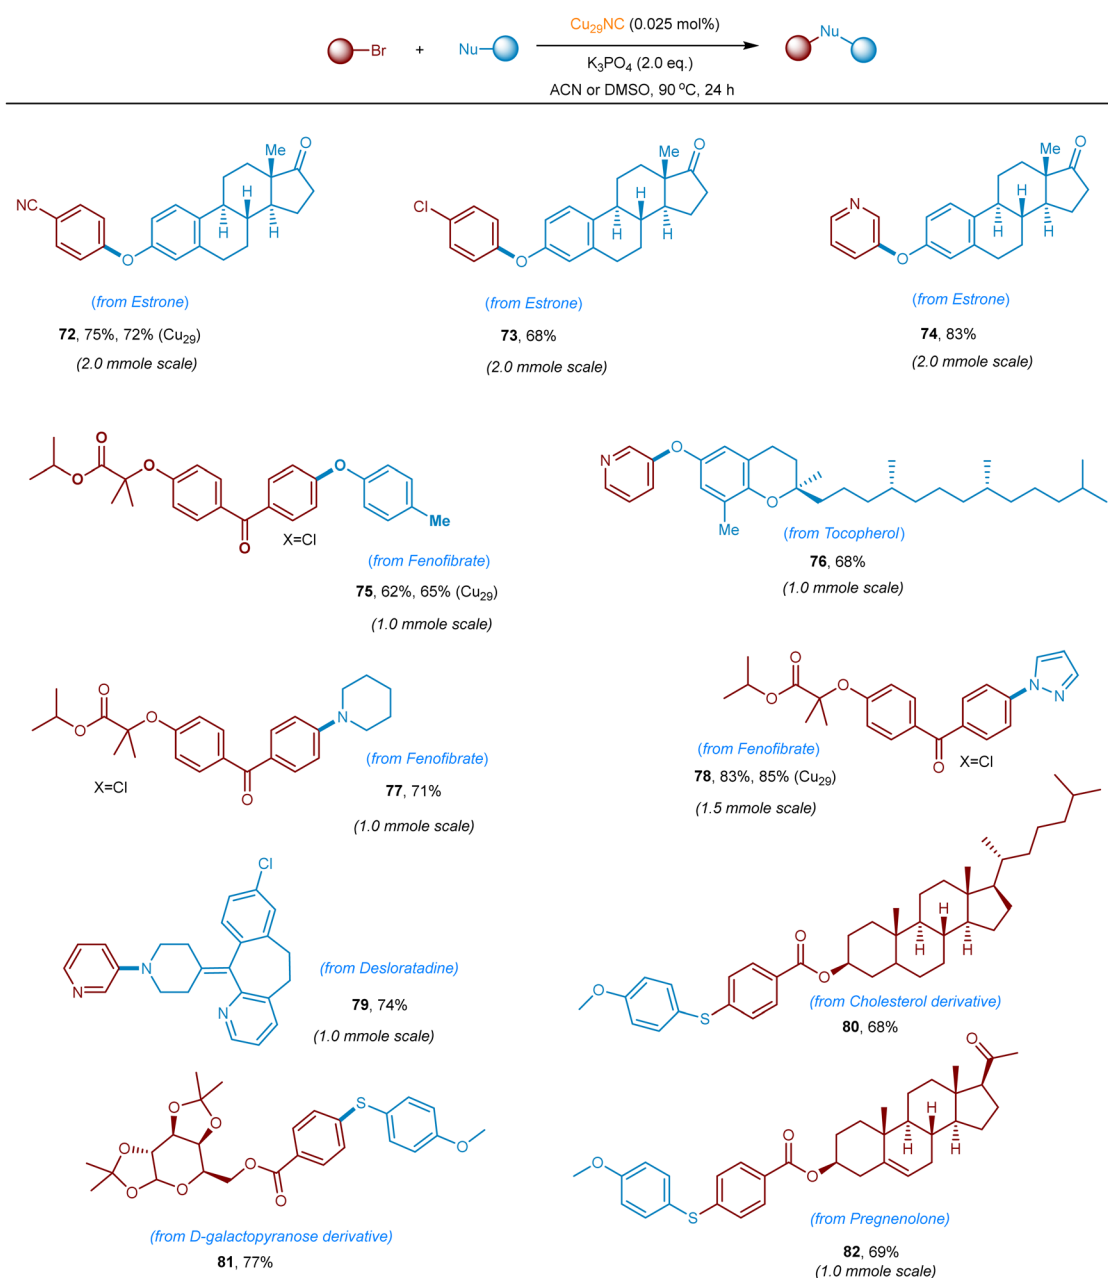 Cu29NC (0.025 mol%)
Br + Nu Nu
K3PO4 (2.0 eq.)
ACN or DMSO, 90 °C, 24 h
NC O Me O H H H
Cl O Me O H H H
N O Me O H H H
(from Estrone)
72, 75%, 72% (Cu29)
(2.0 mmole scale)
(from Estrone)
73, 68%
(2.0 mmole scale)
(from Estrone)
74, 83%
(2.0 mmole scale)
O O O O O Me
X=Cl
(from Fenofibrate)
75, 62%, 65% (Cu29)
(1.0 mmole scale)
N O O Me
(from Tocopherol)
76, 68%
(1.0 mmole scale)
O O O O N
X=Cl
(from Fenofibrate)
77, 71%
(1.0 mmole scale)
O O O O N N
X=Cl
(from Fenofibrate)
78, 83%, 85% (Cu29)
(1.5 mmole scale)
Cl N N N
(from Desloratadine)
79, 74%
(1.0 mmole scale)
O S O O H H H
(from Cholesterol derivative)
80, 68%
O O O O O O O S O
(from D-galactopyranose derivative)
81, 77%
O S O O H H H O
(from Pregnenolone)
82, 69%
(1.0 mmole scale)